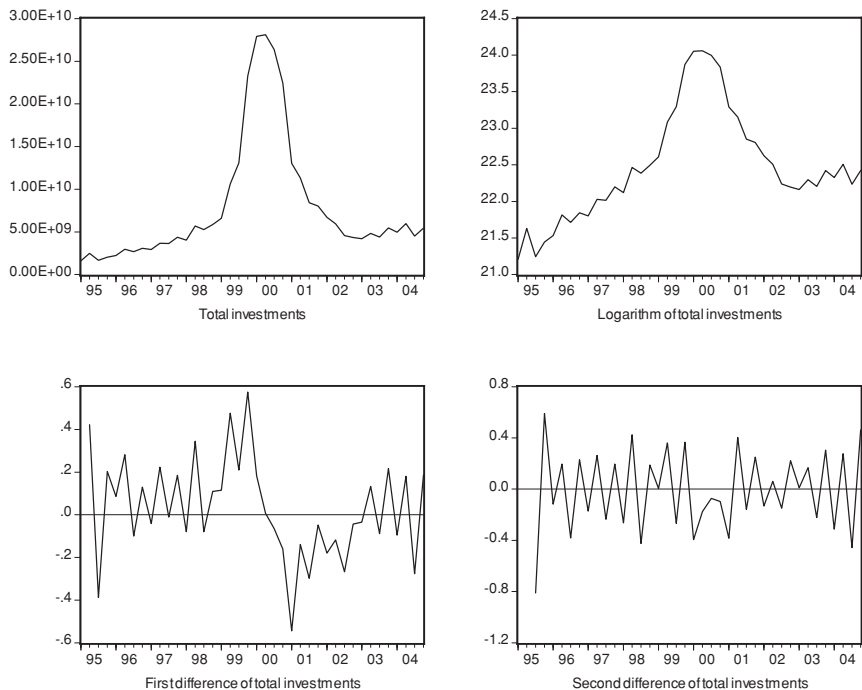 3.00E+10
2.50E+10
2.00E+10
1.50E+10
1.00E+10
5.00E+09
0.00E+00
95 96 97 98 99 00 01 02 03 04
Total investments
24.5
24.0
23.5
23.0
22.5
22.0
21.5
21.0
95 96 97 98 99 00 01 02 03 04
Logarithm of total investments
.6
.4
.2
.0
-.2
-.4
-.6
95 96 97 98 99 00 01 02 03 04
First difference of total investments
0.8
0.4
0.0
-0.4
-0.8
-1.2
95 96 97 98 99 00 01 02 03 04
Second difference of total investments